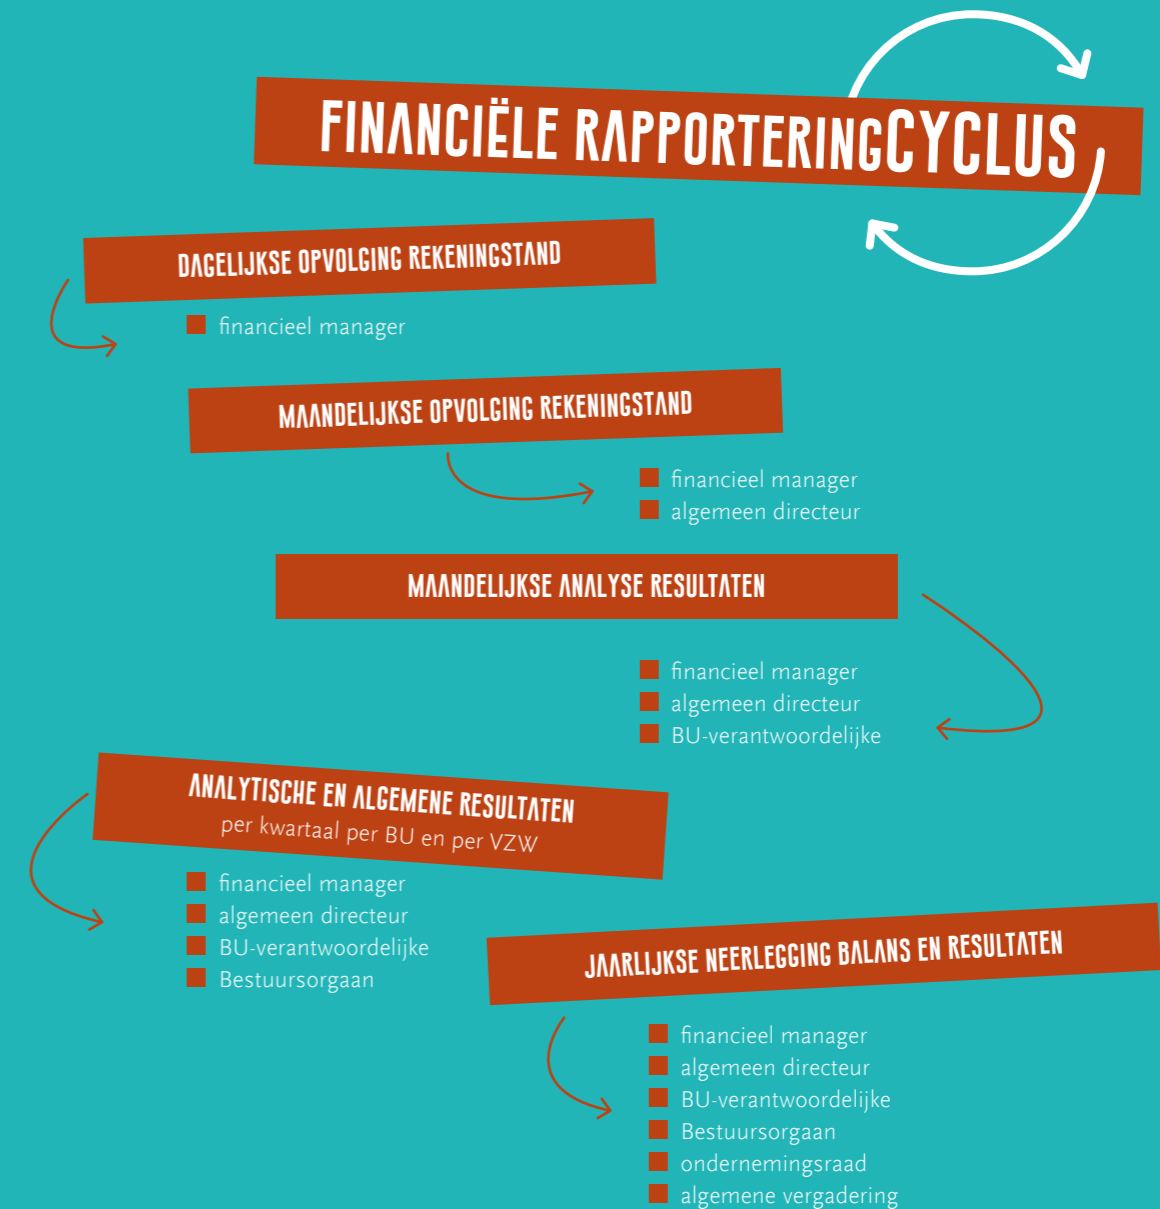 FINANCIËLE RAPPORTERINGCYCLUS
DAGELIJKSE OPVOLGING REKENINGSTAND
financieel manager
MAANDELIJKSE OPVOLGING REKENINGSTAND
financieel manager
algemeen directeur
MAANDELIJKSE ANALYSE RESULTATEN
financieel manager
algemeen directeur
BU-verantwoordelijke
ANALYTISCHE EN ALGEMENE RESULTATEN
per kwartaal per BU en per VZW
financieel manager
algemeen directeur
BU-verantwoordelijke
Bestuursorgaan
JAARLIJKSE NEERLEGGING BALANS EN RESULTATEN
financieel manager
algemeen directeur
BU-verantwoordelijke
Bestuursorgaan
ondernemingsraad
algemene vergadering